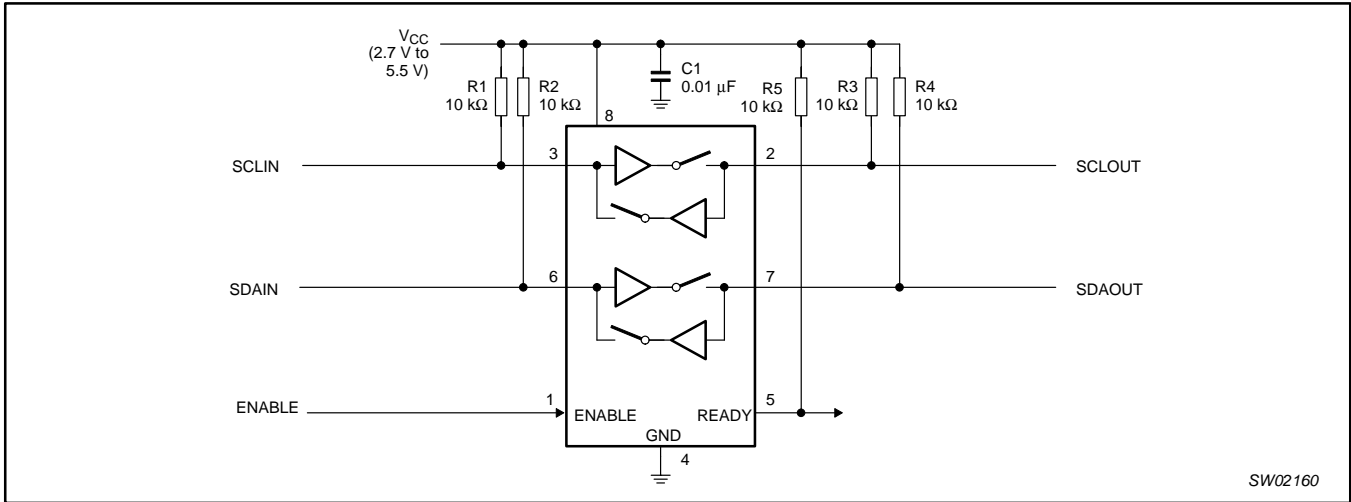 VCC
(2.7 V to
5.5 V)
R1
10 kΩ
R2
10 kΩ
C1
0.01 μF
R5
10 kΩ
R3
10 kΩ
R4
10 kΩ
8
SCLIN
3
2
SCLOUT
SDAIN
6
7
SDAOUT
ENABLE
1
ENABLE
READY
5
GND
4
SW02160